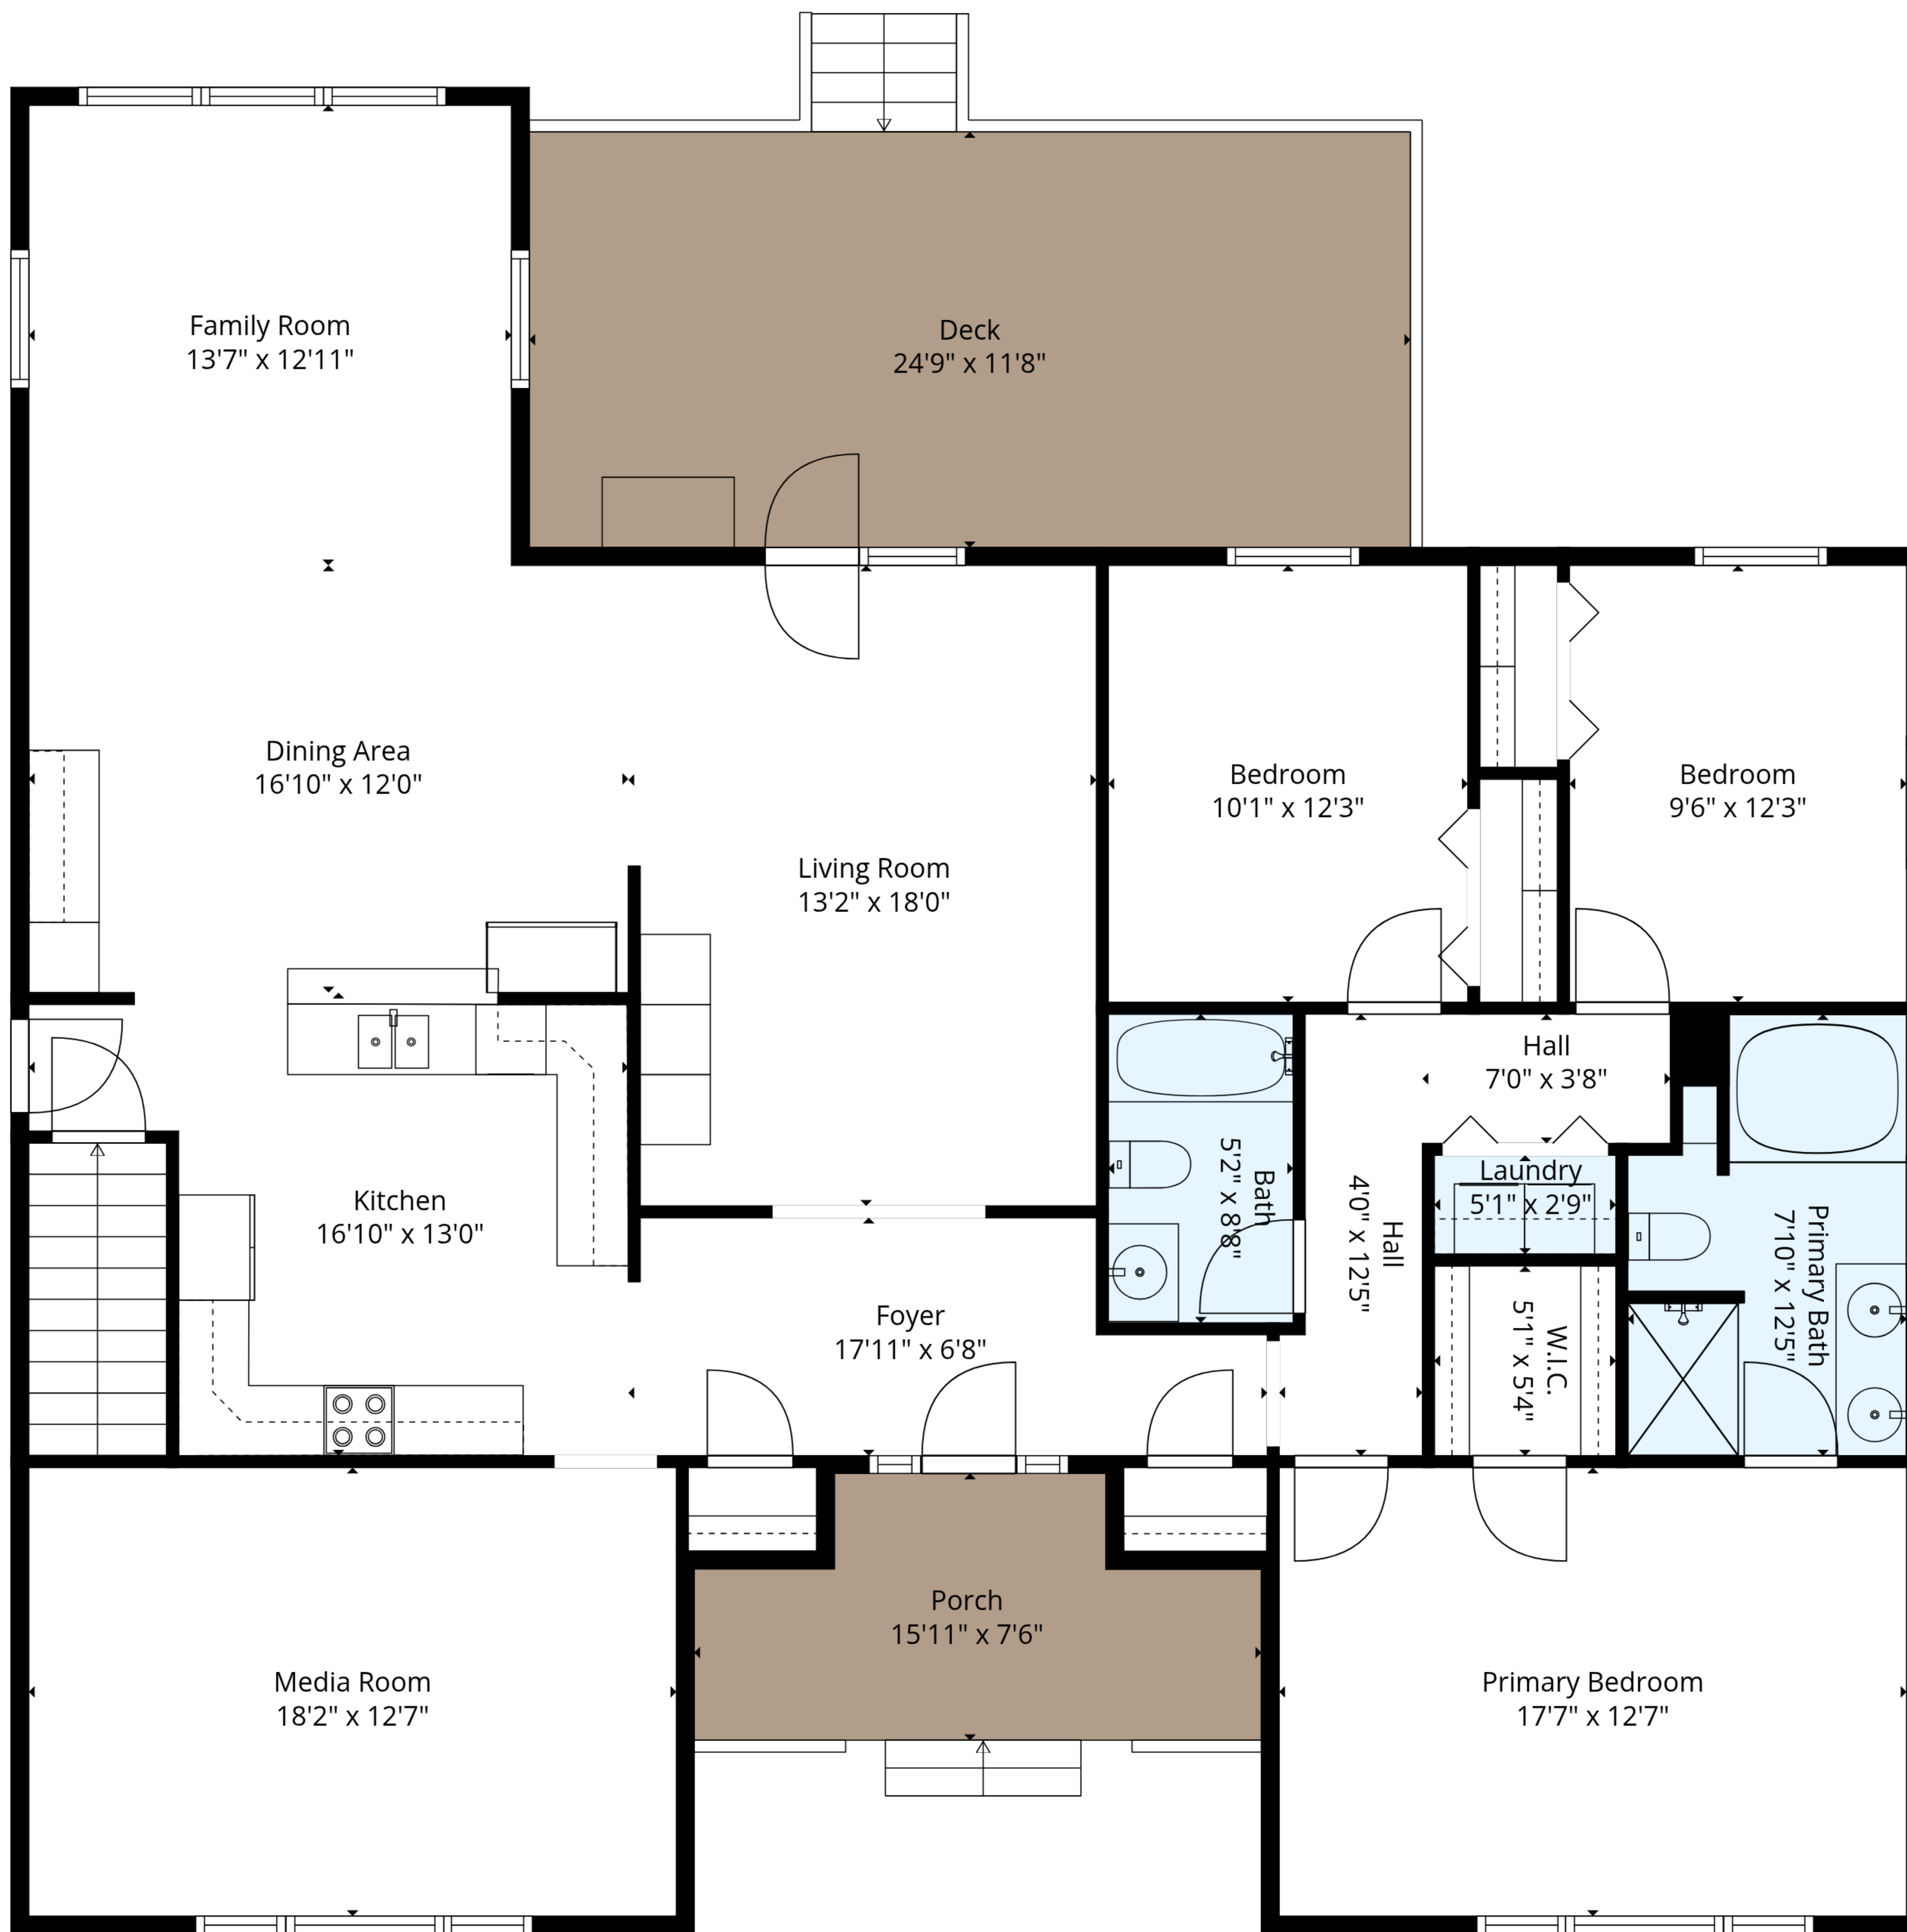 Family Room
13'7" x 12'11"
Deck
24'9" x 11'8"
Dining Area
16'10" x 12'0"
Living Room
13'2" x 18'0"
Bedroom
10'1" x 12'3"
Bedroom
9'6" x 12'3"
Hall
7'0" x 3'8"
Kitchen
16'10" x 13'0"
Foyer
17'11" x 6'8"
Bath
5'2" x 8'8"
Hall
4'0" x 12'5"
Laundry
5'1" x 2'9"
W.I.C.
5'1" x 5'4"
Primary Bath
7'10" x 12'5"
Media Room
18'2" x 12'7"
Porch
15'11" x 7'6"
Primary Bedroom
17'7" x 12'7"